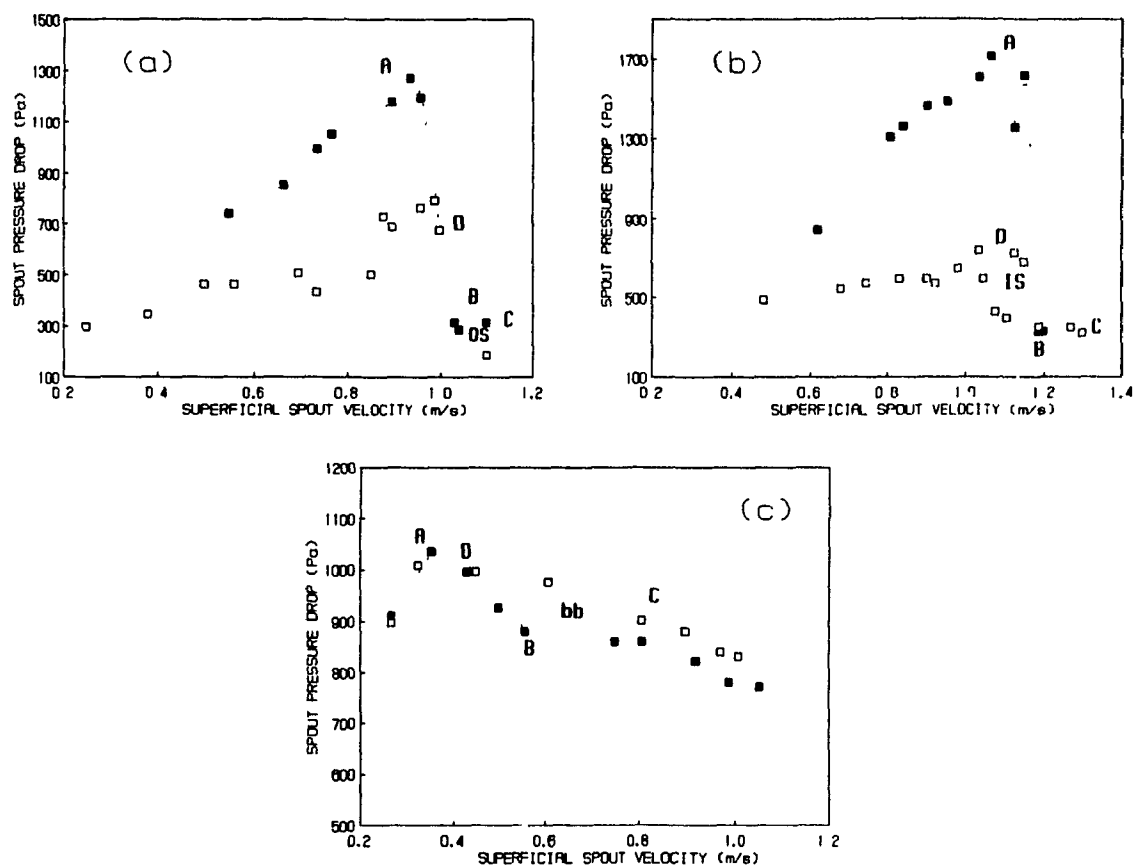 (a)
SPOUT PRESSURE DROP (Pa)
1500
1300
1100
900
700
500
300
100
A
D
B
OS
C
0.2
0.4
0.6
0.8
1.0
1.2
SUPERFICIAL SPOUT VELOCITY (m/s)
(b)
SPOUT PRESSURE DROP (Pa)
1700
1300
900
500
100
A
D
IS
B
C
0.2
0.4
0.6
0.8
1.0
1.2
1.4
SUPERFICIAL SPOUT VELOCITY (m/s)
(c)
SPOUT PRESSURE DROP (Pa)
1200
1100
1000
900
800
700
600
500
A
D
B
bb
C
0.2
0.4
0.6
0.8
1.0
1.2
SUPERFICIAL SPOUT VELOCITY (m/s)